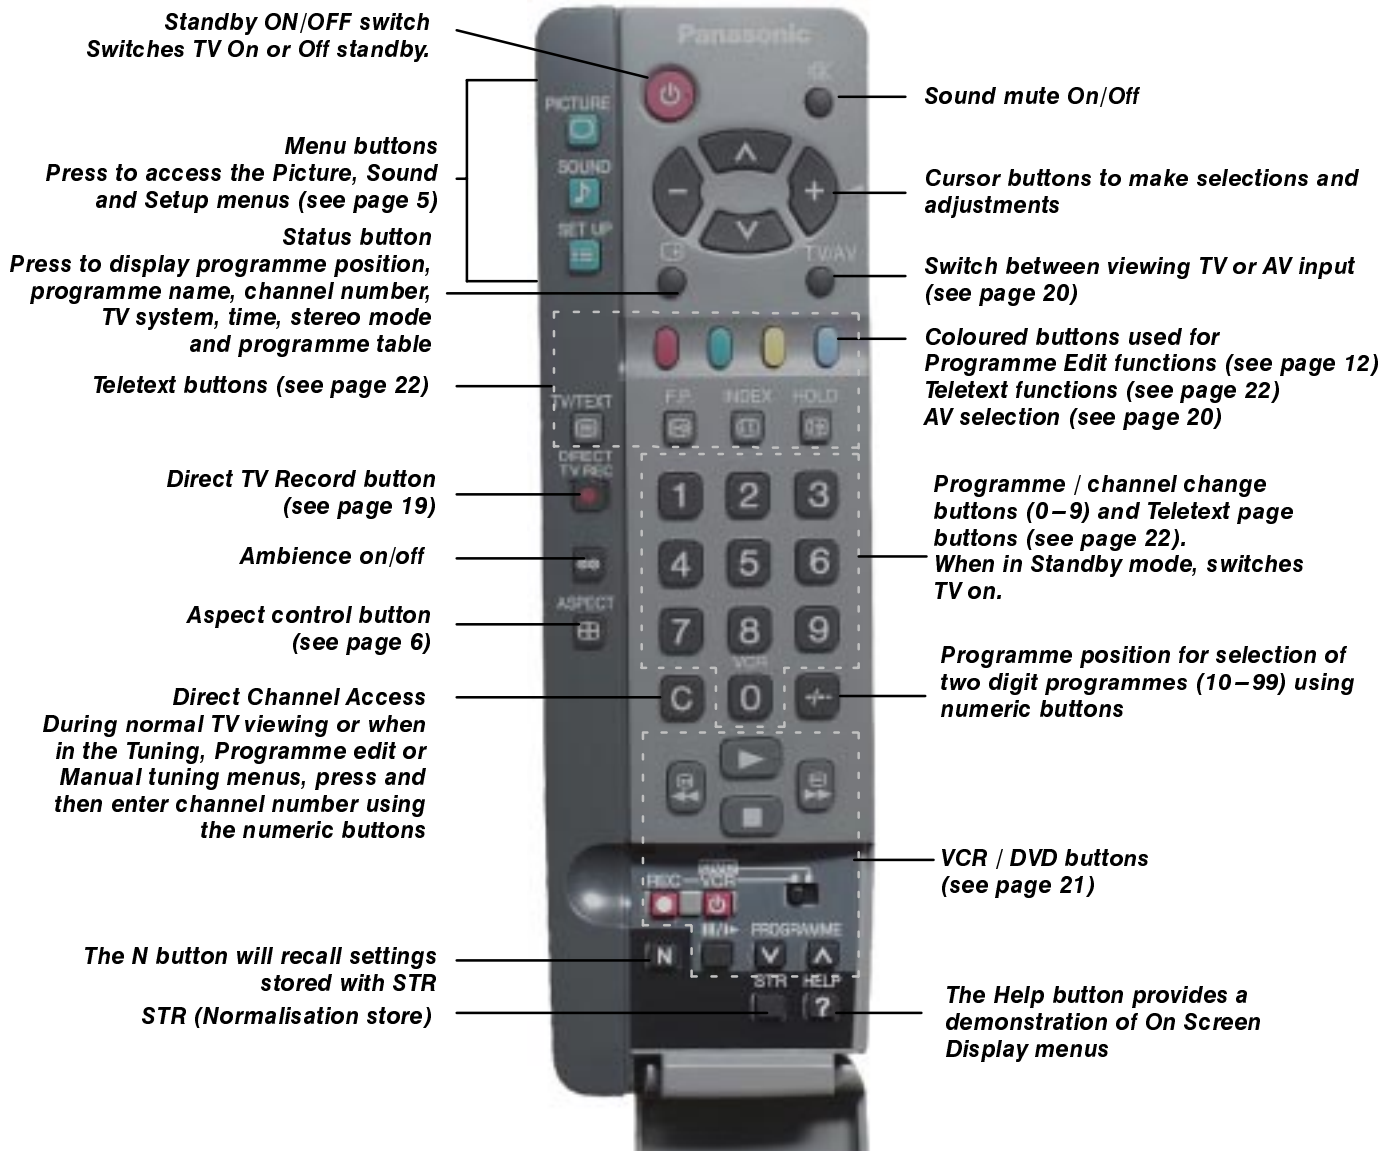 Panasonic
Standby ON/OFF switch
Switches TV On or Off standby.
Menu buttons
Press to access the Picture, Sound
and Setup menus (see page 5)
Status button
Press to display programme position,
programme name, channel number,
TV system, time, stereo mode
and programme table
Teletext buttons (see page 22)
Direct TV Record button
(see page 19)
Ambience on/off
Aspect control button
(see page 6)
Direct Channel Access
During normal TV viewing or when
in the Tuning, Programme edit or
Manual tuning menus, press and
then enter channel number using
the numeric buttons
The N button will recall settings
stored with STR
STR (Normalisation store)
PICTURE
SOUND
SET UP
TV/AV
TV/TEXT
F.P.
INDEX
HOLD
DIRECT
TV REC
1
2
3
4
5
6
ASPECT
7
8
9
VCR
C
0
-/--
REC
VCR
PROGRAMME
N
STR
HELP
?
Sound mute On/Off
Cursor buttons to make selections and
adjustments
Switch between viewing TV or AV input
(see page 20)
Coloured buttons used for
Programme Edit functions (see page 12)
Teletext functions (see page 22)
AV selection (see page 20)
Programme / channel change
buttons (0–9) and Teletext page
buttons (see page 22).
When in Standby mode, switches
TV on.
Programme position for selection of
two digit programmes (10–99) using
numeric buttons
VCR / DVD buttons
(see page 21)
The Help button provides a
demonstration of On Screen
Display menus